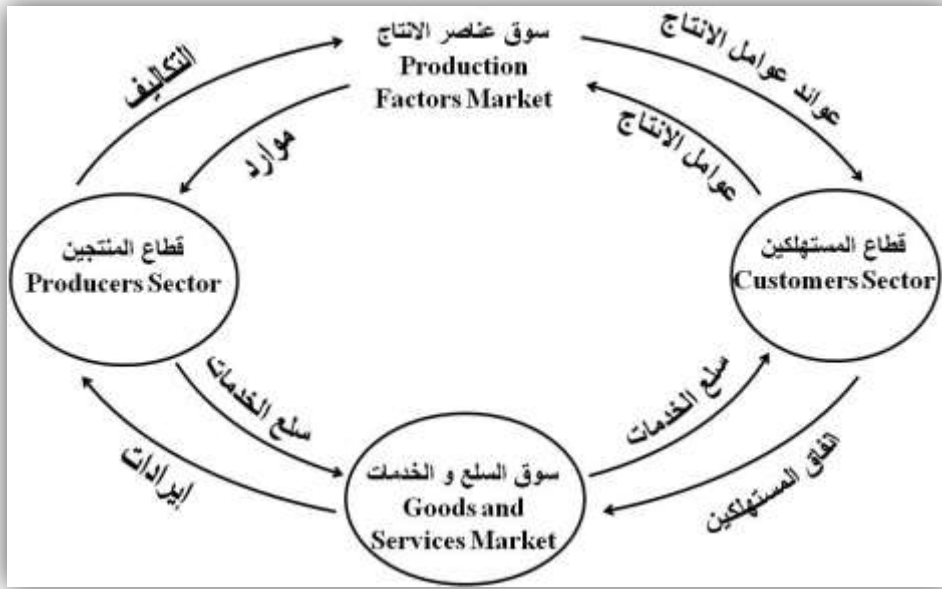 سوق عناصر الانتاج
Production
Factors Market
التكاليف
موارد
عوائد عوامل الانتاج
عوامل الانتاج
قطاع المنتجين
Producers Sector
قطاع المستهلكين
Customers Sector
سلع الخدمات
إيرادات
سلع الخدمات
انفاق المستهلكين
سوق السلع و الخدمات
Goods and
Services Market